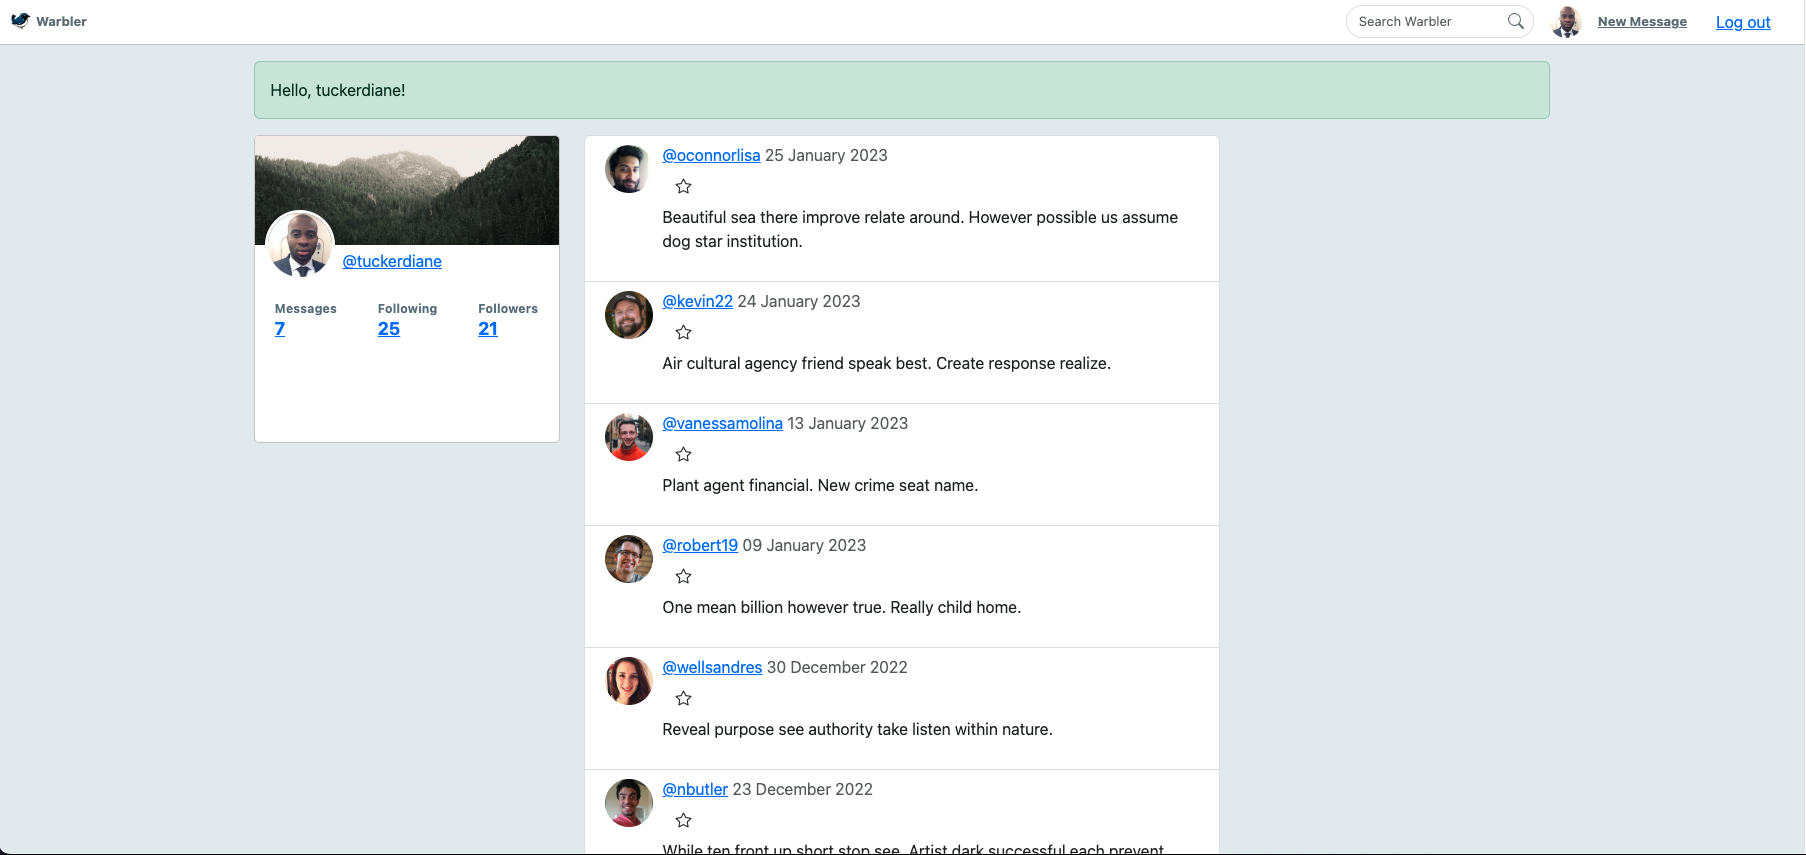 Warbler
Search Warbler
New Message
Log out
Hello, tuckerdiane!
@tuckerdiane
Messages Following Followers
7 25 21
@oconnorlisa 25 January 2023
Beautiful sea there improve relate around. However possible us assume
dog star institution.
@kevin22 24 January 2023
Air cultural agency friend speak best. Create response realize.
@vanessamolina 13 January 2023
Plant agent financial. New crime seat name.
@robert19 09 January 2023
One mean billion however true. Really child home.
@wellsandres 30 December 2022
Reveal purpose see authority take listen within nature.
@nbutler 23 December 2022
While ten front up short stop see. Artist dark successful each prevent